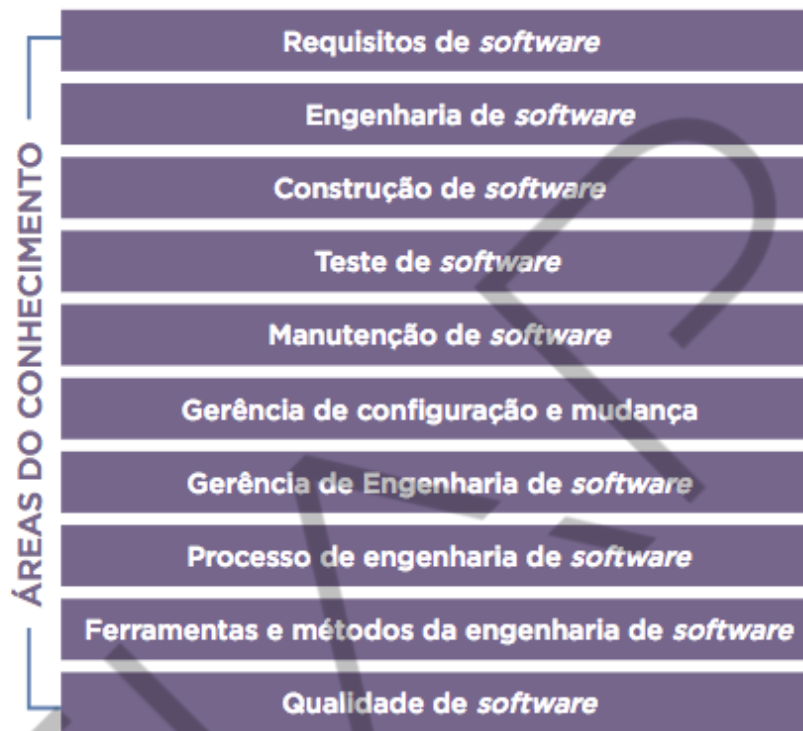 ÁREAS DO CONHECIMENTO
Requisitos de software
Engenharia de software
Construção de software
Teste de software
Manutenção de software
Gerência de configuração e mudança
Gerência de Engenharia de software
Processo de engenharia de software
Ferramentas e métodos da engenharia de software
Qualidade de software